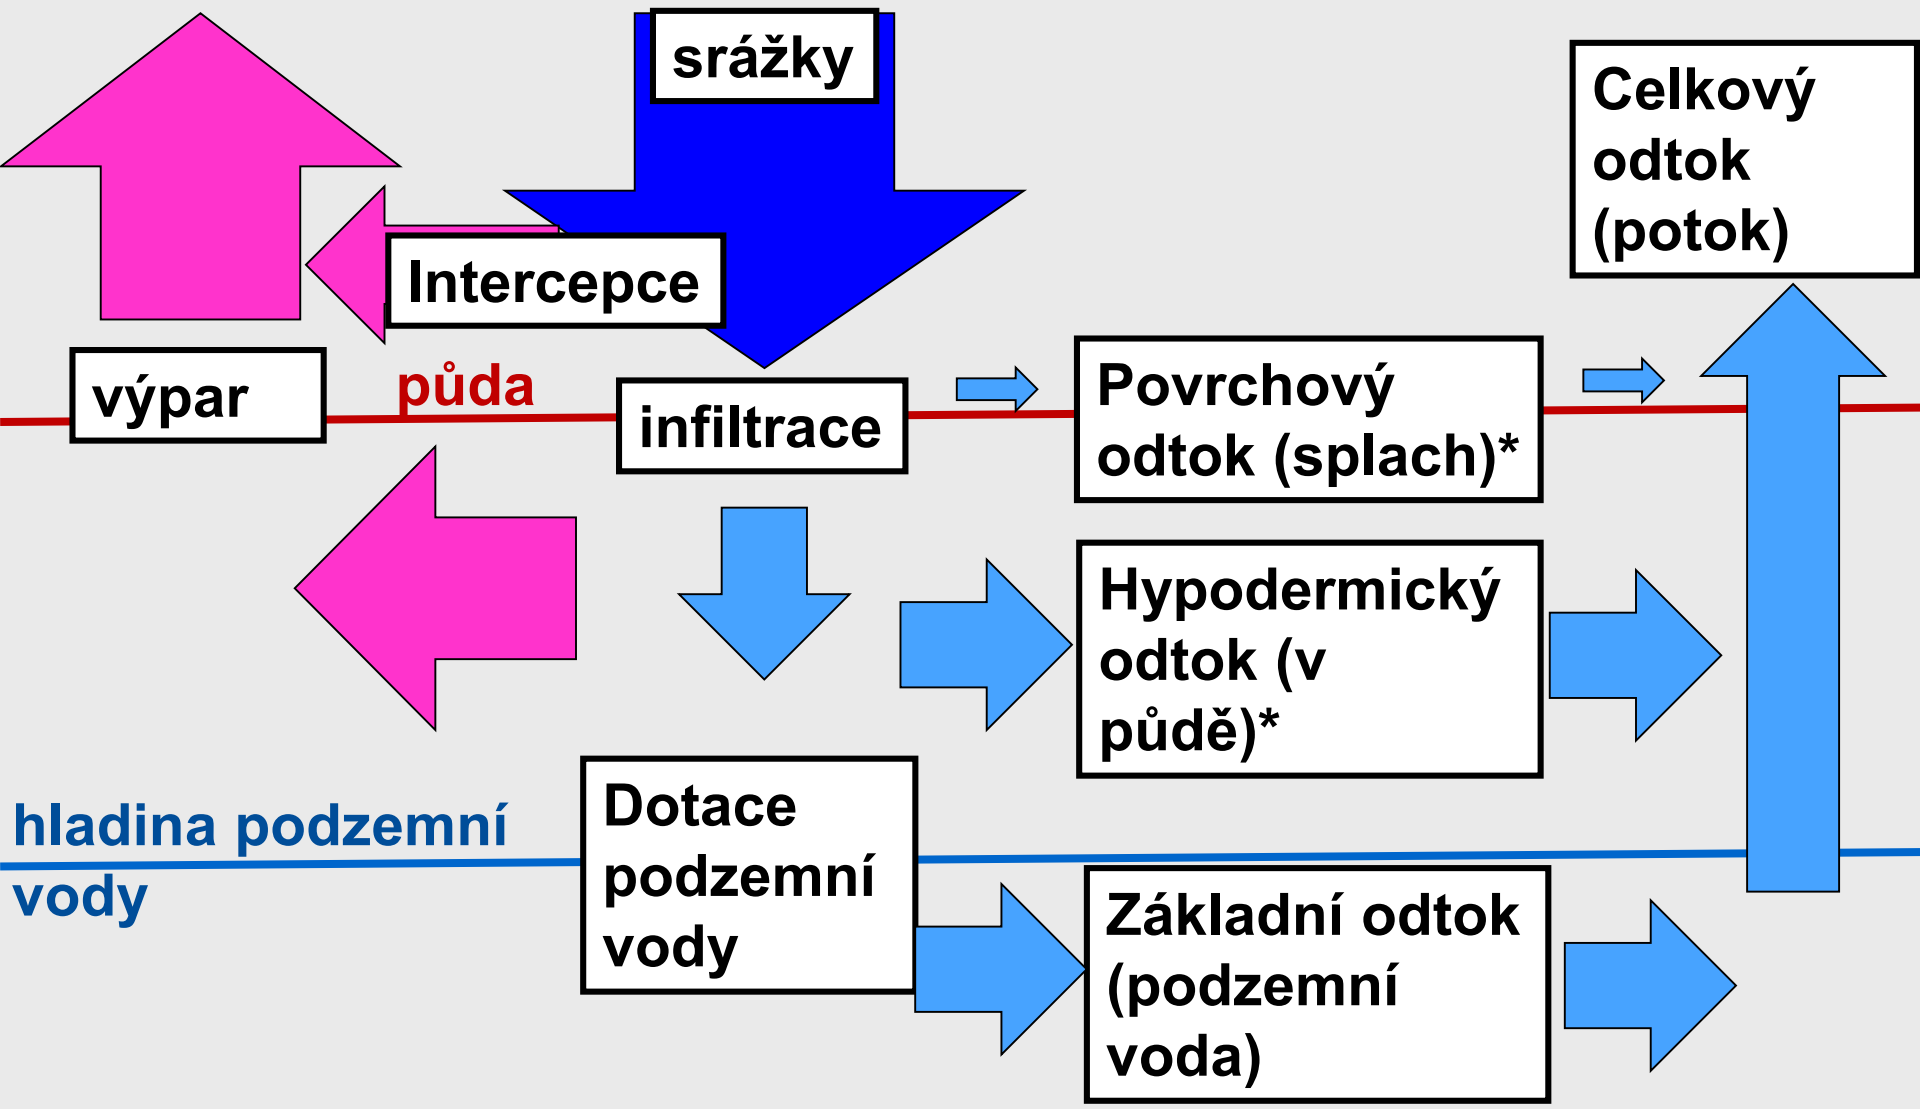 srážky
Celkový
odtok
(potok)
Intercepce
výpar
půda
infiltrace
Povrchový
odtok (splach)*
Hypodermický
odtok (v
půdě)*
hladina podzemní
vody
Dotace
podzemní
vody
Základní odtok
(podzemní
voda)